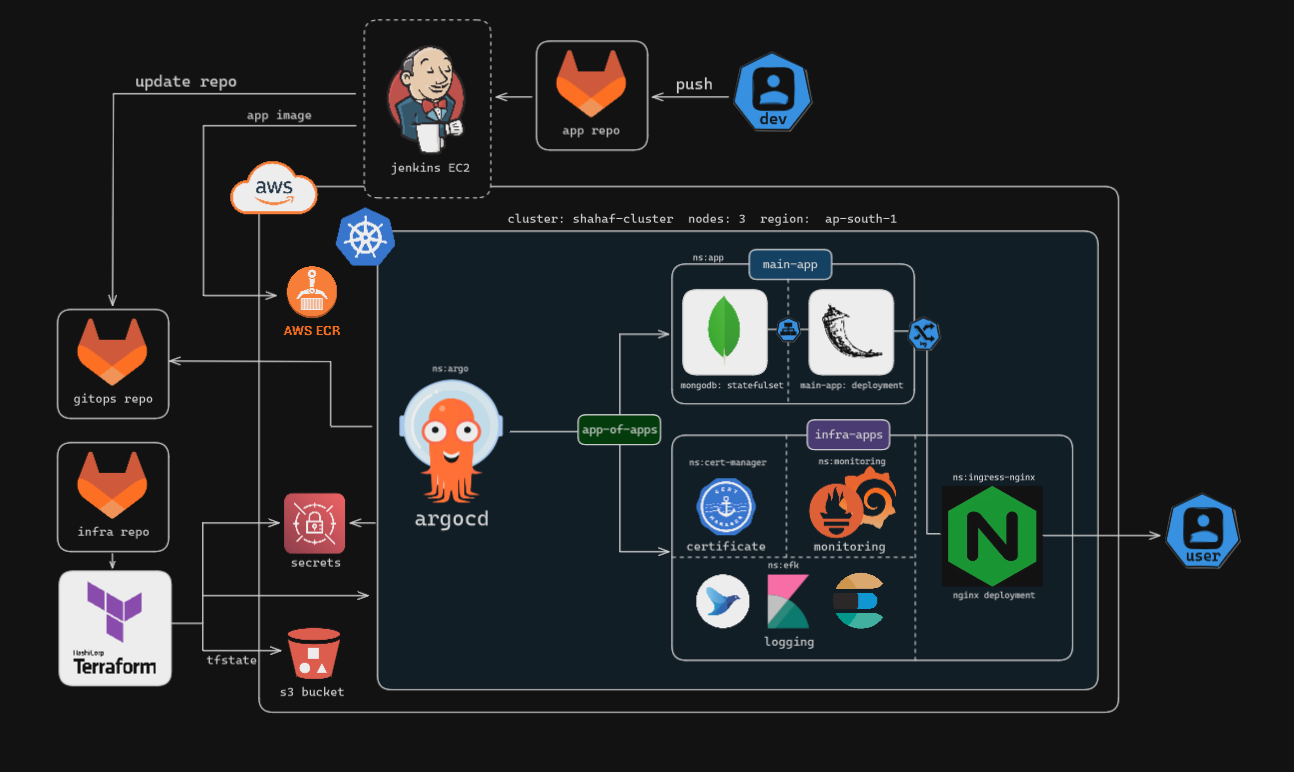 update repo
app image
jenkins EC2
app repo
push
dev
aws
cluster: shahaf-cluster nodes: 3 region: ap-south-1
AWS ECR
gitops repo
infra repo
HashiCorp
Terraform
secrets
tfstate
s3 bucket
ns:argo
argocd
app-of-apps
ns:app
main-app
mongodb: statefulset
main-app: deployment
infra-apps
ns:cert-manager
CERT
MANAGER
certificate
ns:monitoring
monitoring
ns:efk
logging
ns:ingress-nginx
N
nginx deployment
user